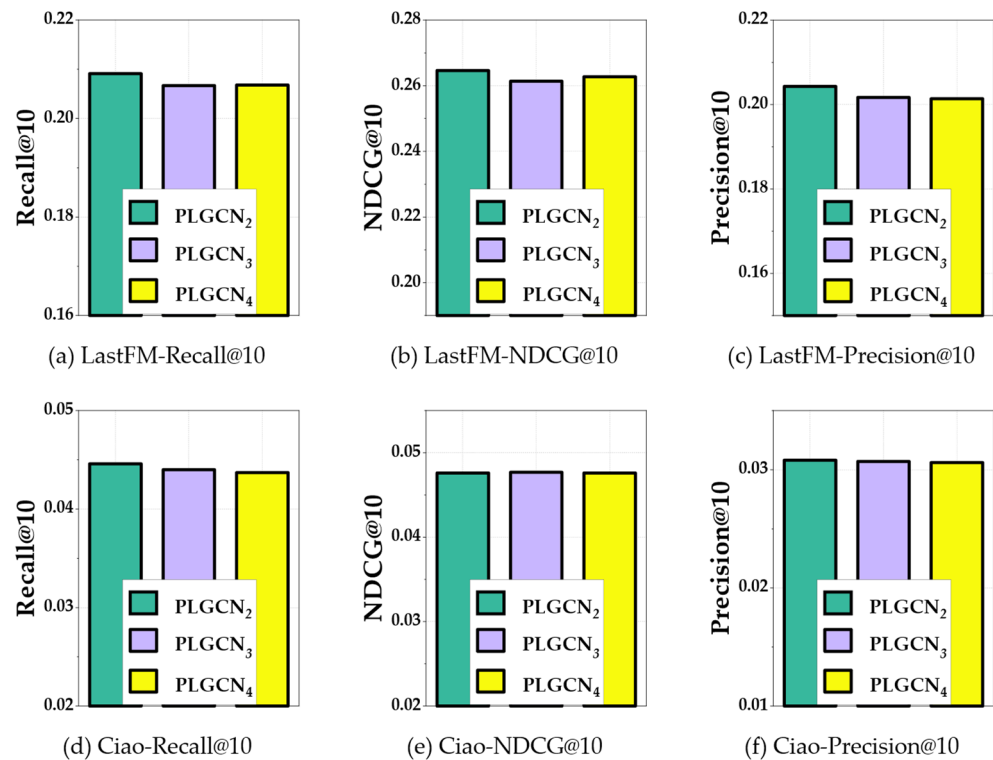 0.22
0.20
0.18
0.16
Recall@10
PLGCN₂
PLGCN₃
PLGCN₄
(a) LastFM-Recall@10
0.28
0.26
0.24
0.22
0.20
NDCG@10
PLGCN₂
PLGCN₃
PLGCN₄
(b) LastFM-NDCG@10
0.20
0.18
0.16
Precision@10
PLGCN₂
PLGCN₃
PLGCN₄
(c) LastFM-Precision@10
0.05
0.04
0.03
0.02
Recall@10
PLGCN₂
PLGCN₃
PLGCN₄
(d) Ciao-Recall@10
0.05
0.04
0.03
0.02
NDCG@10
PLGCN₂
PLGCN₃
PLGCN₄
(e) Ciao-NDCG@10
0.03
0.02
0.01
Precision@10
PLGCN₂
PLGCN₃
PLGCN₄
(f) Ciao-Precision@10